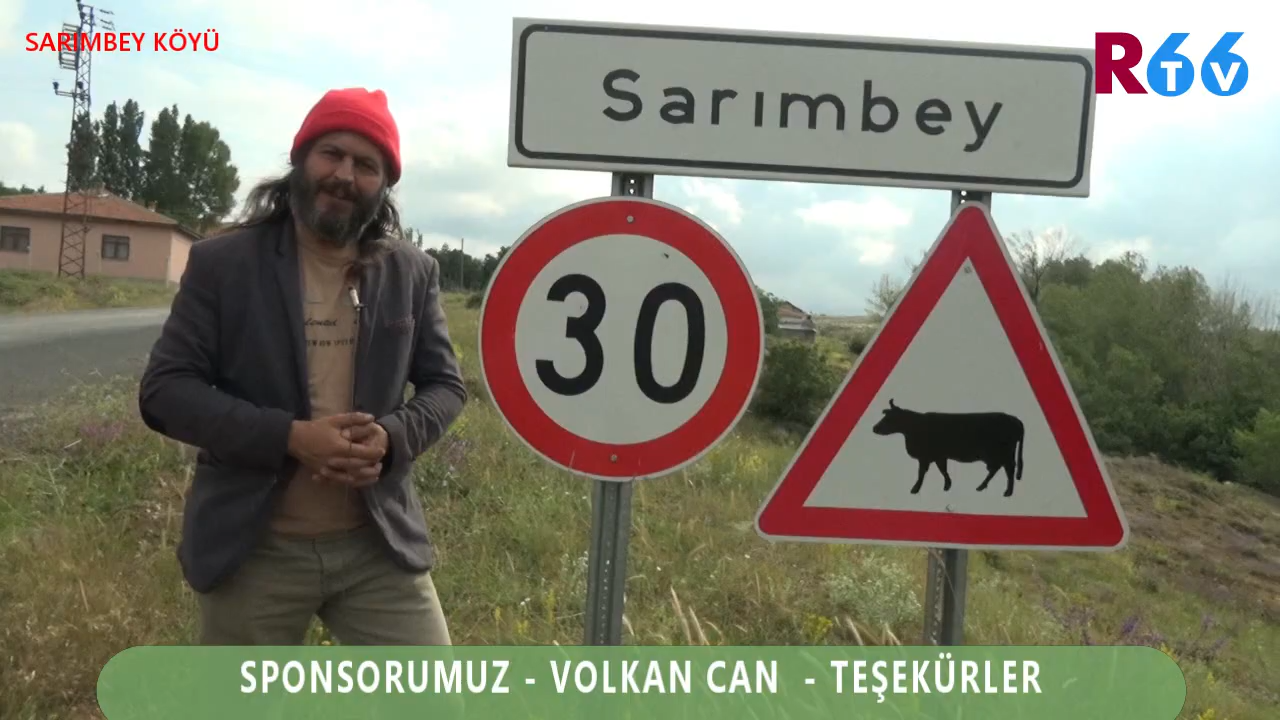 SARIMBEY KÖYÜ
R66
TV
Sarımbey
30
SPONSORUMUZ - VOLKAN CAN - TEŞEKÜRLER